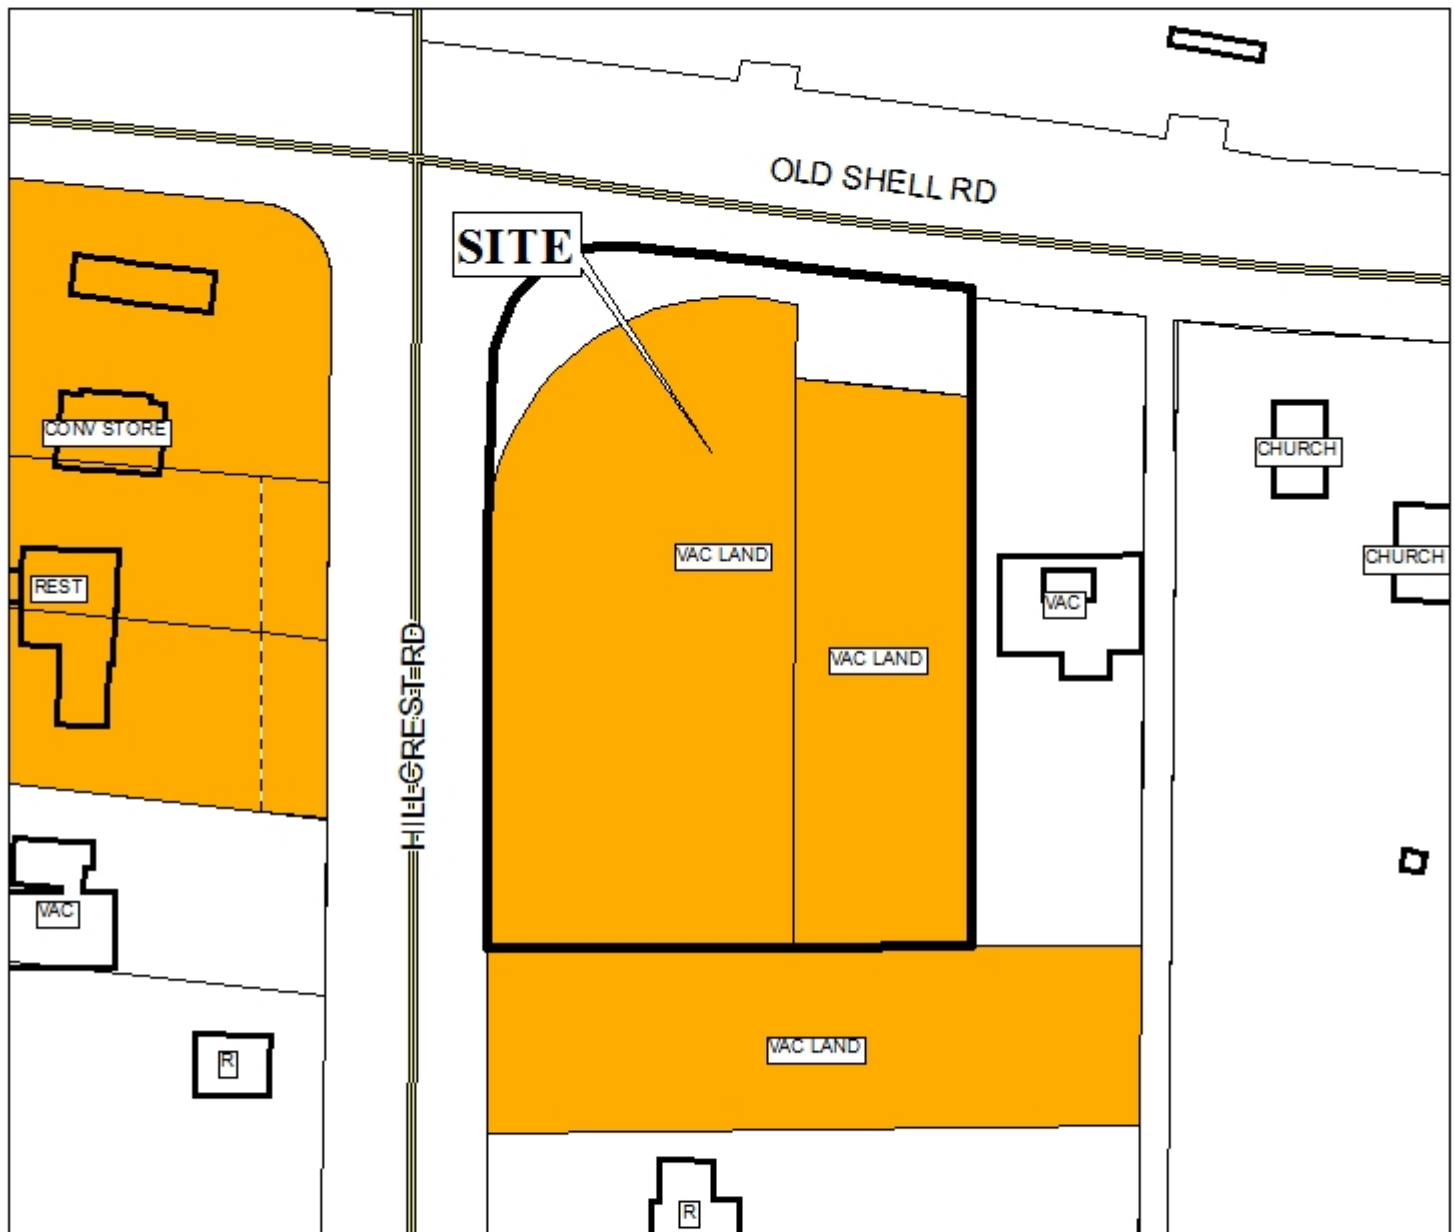 OLD SHELL RD
SITE
CONV STORE
CHURCH
VAC LAND
CHURCH
REST
VAC
VAC LAND
HILLCREST RD
VAC
VAC LAND
R
R